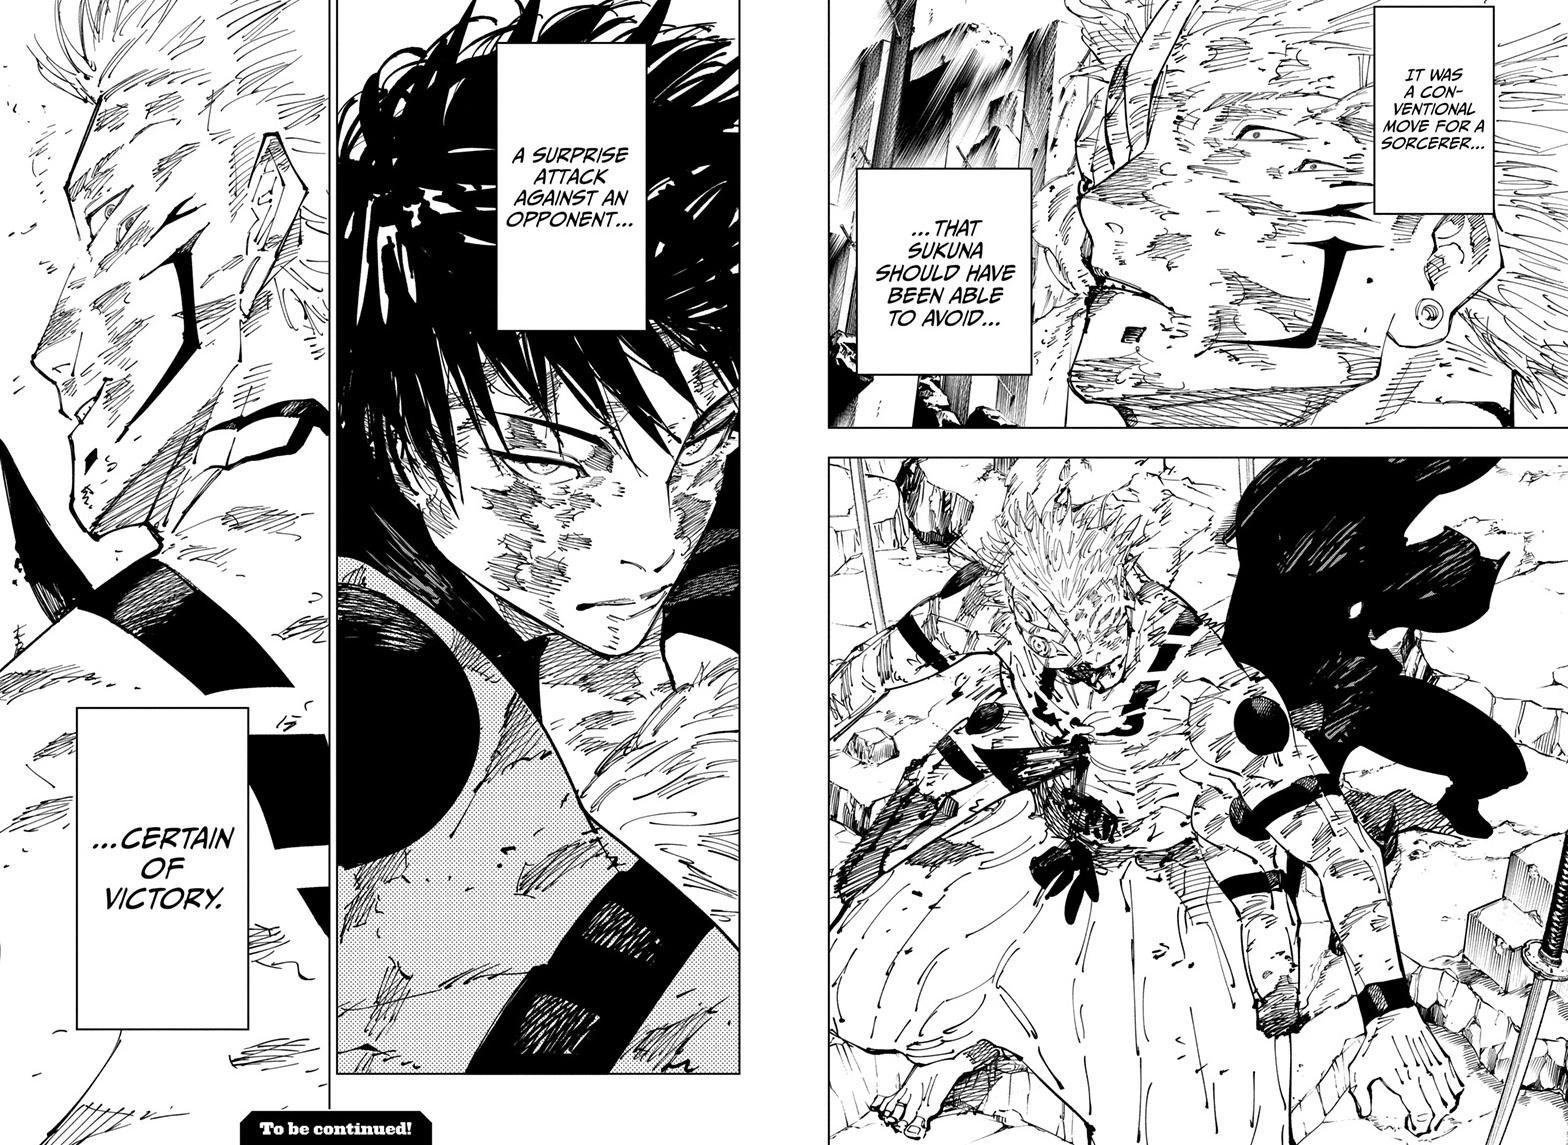 IT WAS
A CON-
VENTIONAL
MOVE FOR A
SORCERER...
...THAT
SUKUNA
SHOULD HAVE
BEEN ABLE
TO AVOID...
A SURPRISE
ATTACK
AGAINST AN
OPPONENT...
...CERTAIN
OF
VICTORY.
To be continued!